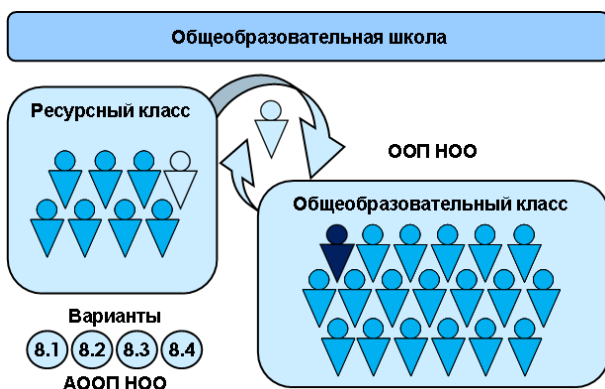 Общеобразовательная школа
Ресурсный класс
ООП НОО
Общеобразовательный класс
Варианты
8.1 8.2 8.3 8.4
АООП НОО